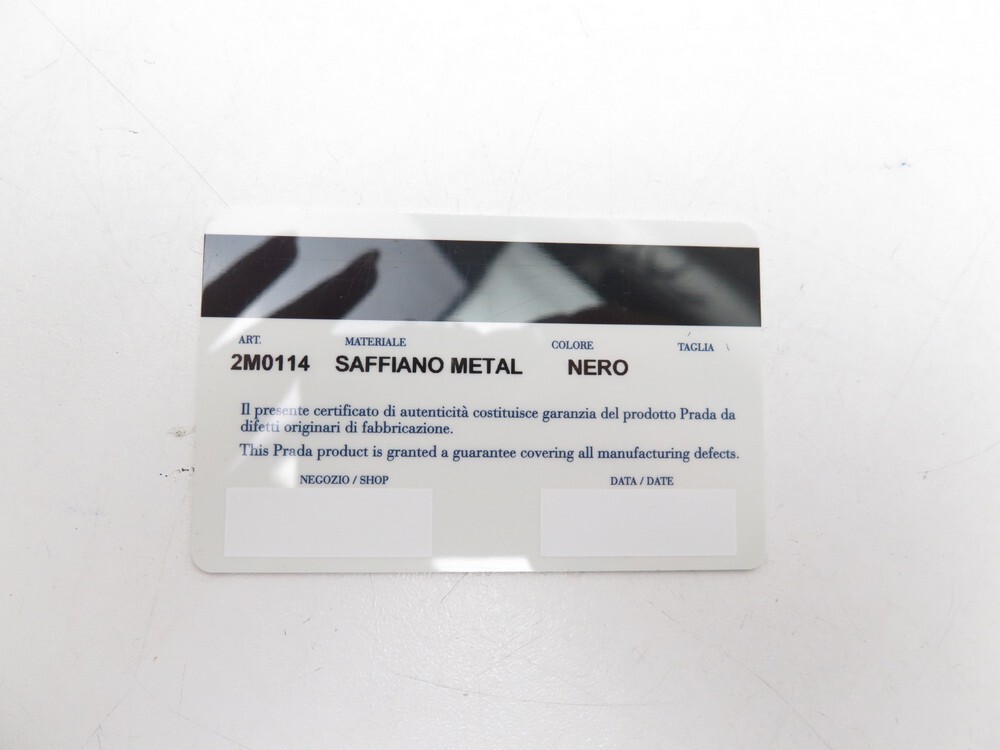 ART. MATERIALE COLORE TAGLIA
2M0114 SAFFIANO METAL NERO
Il presente certificato di autenticità costituisce garanzia del prodotto Prada da
difetti originari di fabbricazione.
This Prada product is granted a guarantee covering all manufacturing defects.
NEGOZIO / SHOP DATA / DATE